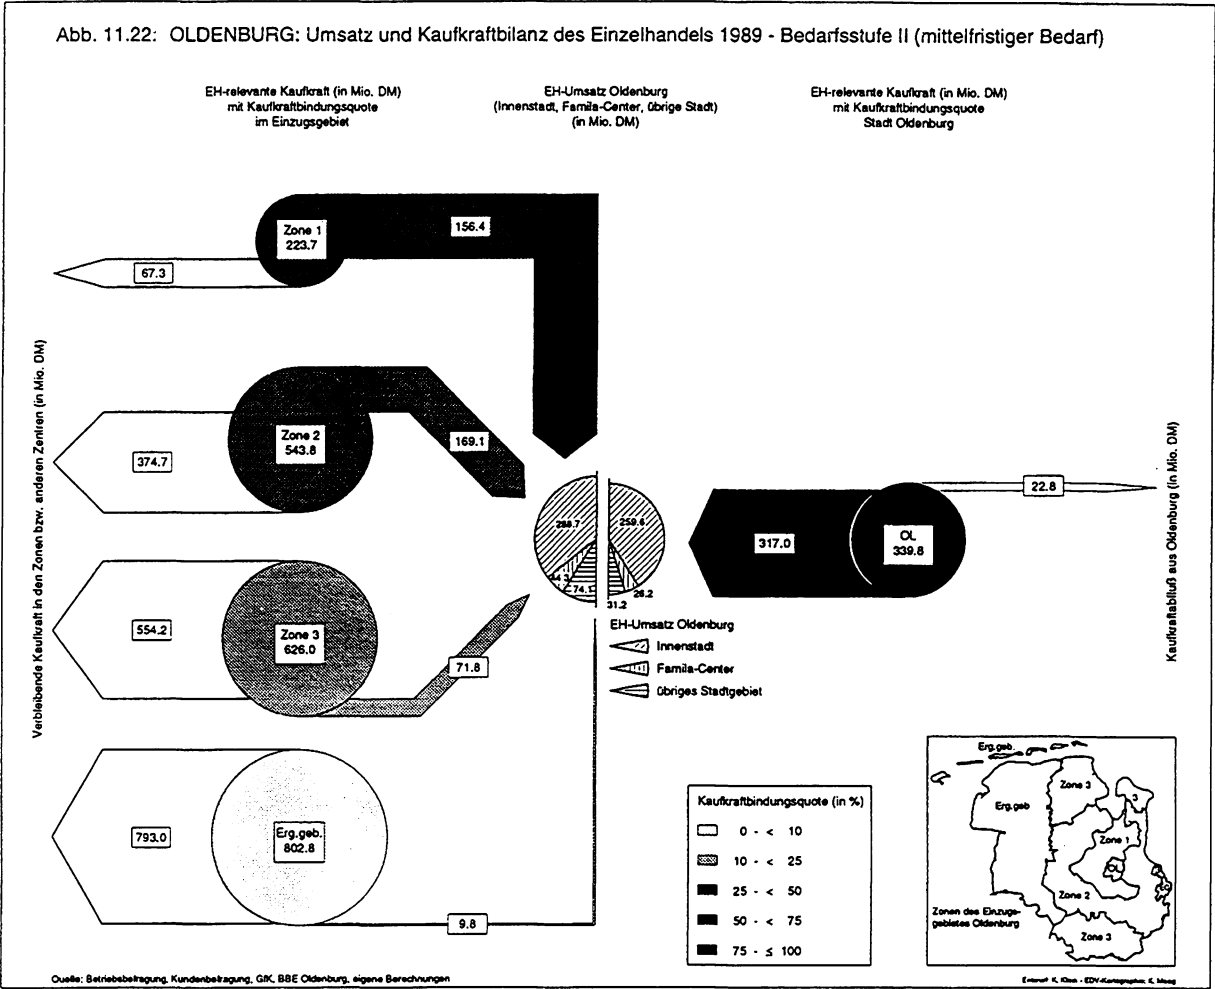 Abb. 11.22: OLDENBURG: Umsatz und Kaufkraftbilanz des Einzelhandels 1989 - Bedarfsstufe II (mittelfristiger Bedarf)
EH-relevante Kaufkraft (in Mio. DM)
mit Kaufkraftbindungsquote
im Einzugsgebiet
EH-Umsatz Oldenburg
(Innenstadt, Famila-Center, übrige Stadt)
(in Mio. DM)
EH-relevante Kaufkraft (in Mio. DM)
mit Kaufkraftbindungsquote
Stadt Oldenburg
Verbleibende Kaufkraft in den Zonen bzw. anderen Zentren (in Mio. DM)
Zone 1
223.7
156.4
67.3
Zone 2
543.8
169.1
374.7
Zone 3
626.0
71.8
554.2
Erg.geb.
802.8
793.0
9.8
288.7
259.6
44.3
74.1
31.2
26.2
317.0
OL
339.8
22.8
Kaufkraftabfluß aus Oldenburg (in Mio. DM)
EH-Umsatz Oldenburg
Innenstadt
Famila-Center
übriges Stadtgebiet
Kaufkraftbindungsquote (in %)
0 - < 10
10 - < 25
25 - < 50
50 - < 75
75 - ≤ 100
Erg.geb.
Zone 3
3
Erg.geb
Zone 1
OL
Zone 2
Zonen des Einzugs-
gebietes Oldenburg
Zone 3
Quelle: Betriebsbefragung, Kundenbefragung, GfK, BBE Oldenburg, eigene Berechnungen
Entwurf: K. - EDV-Kartographie: K.